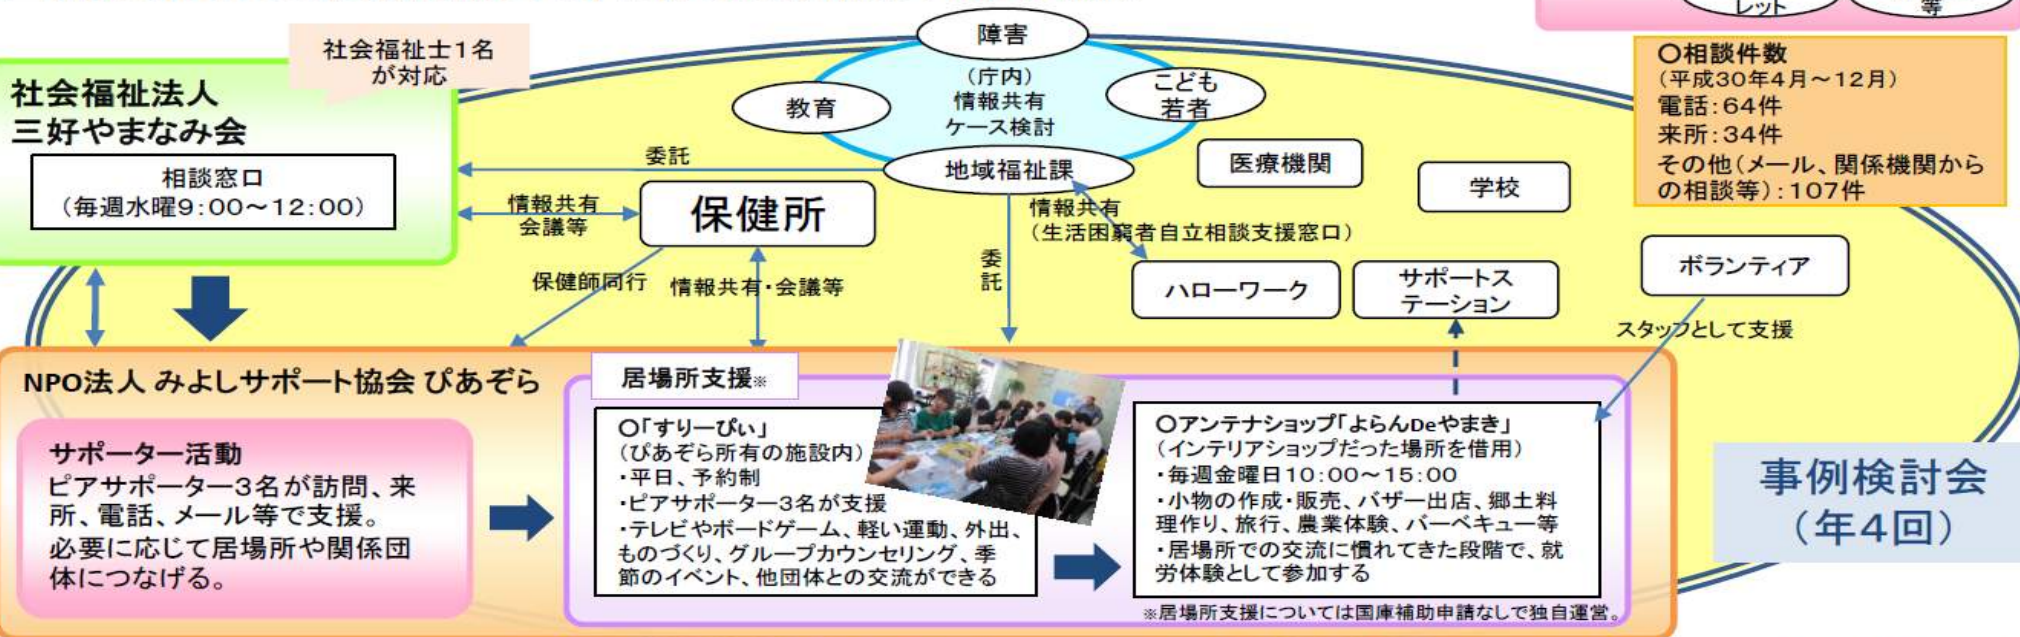 レット
等
社会福祉士1名
が対応
社会福祉法人
三好やまなみ会
相談窓口
(毎週水曜9:00~12:00)
障害
(庁内)
情報共有
ケース検討
教育
こども
若者
地域福祉課
〇相談件数
(平成30年4月~12月)
電話:64件
来所:34件
その他(メール、関係機関から
の相談等):107件
委託
医療機関
学校
情報共有
会議等
保健所
情報共有
(生活困窮者自立相談支援窓口)
保健師同行
情報共有・会議等
委託
ハローワーク
サポートス
テーション
ボランティア
スタッフとして支援
NPO法人 みよしサポート協会 ぴあぞら
サポーター活動
ピアサポーター3名が訪問、来
所、電話、メール等で支援。
必要に応じて居場所や関係団
体につなげる。
居場所支援※
〇「すりーぴぃ」
(ぴあぞら所有の施設内)
・平日、予約制
・ピアサポーター3名が支援
・テレビやボードゲーム、軽い運動、外出、
ものづくり、グループカウンセリング、季
節のイベント、他団体との交流ができる
〇アンテナショップ「よらんDeやまき」
(インテリアショップだった場所を借用)
・毎週金曜日10:00~15:00
・小物の作成・販売、バザー出店、郷土料
理作り、旅行、農業体験、バーベキュー等
・居場所での交流に慣れてきた段階で、就
労体験として参加する
※居場所支援については国庫補助申請なしで独自運営。
事例検討会
(年4回)